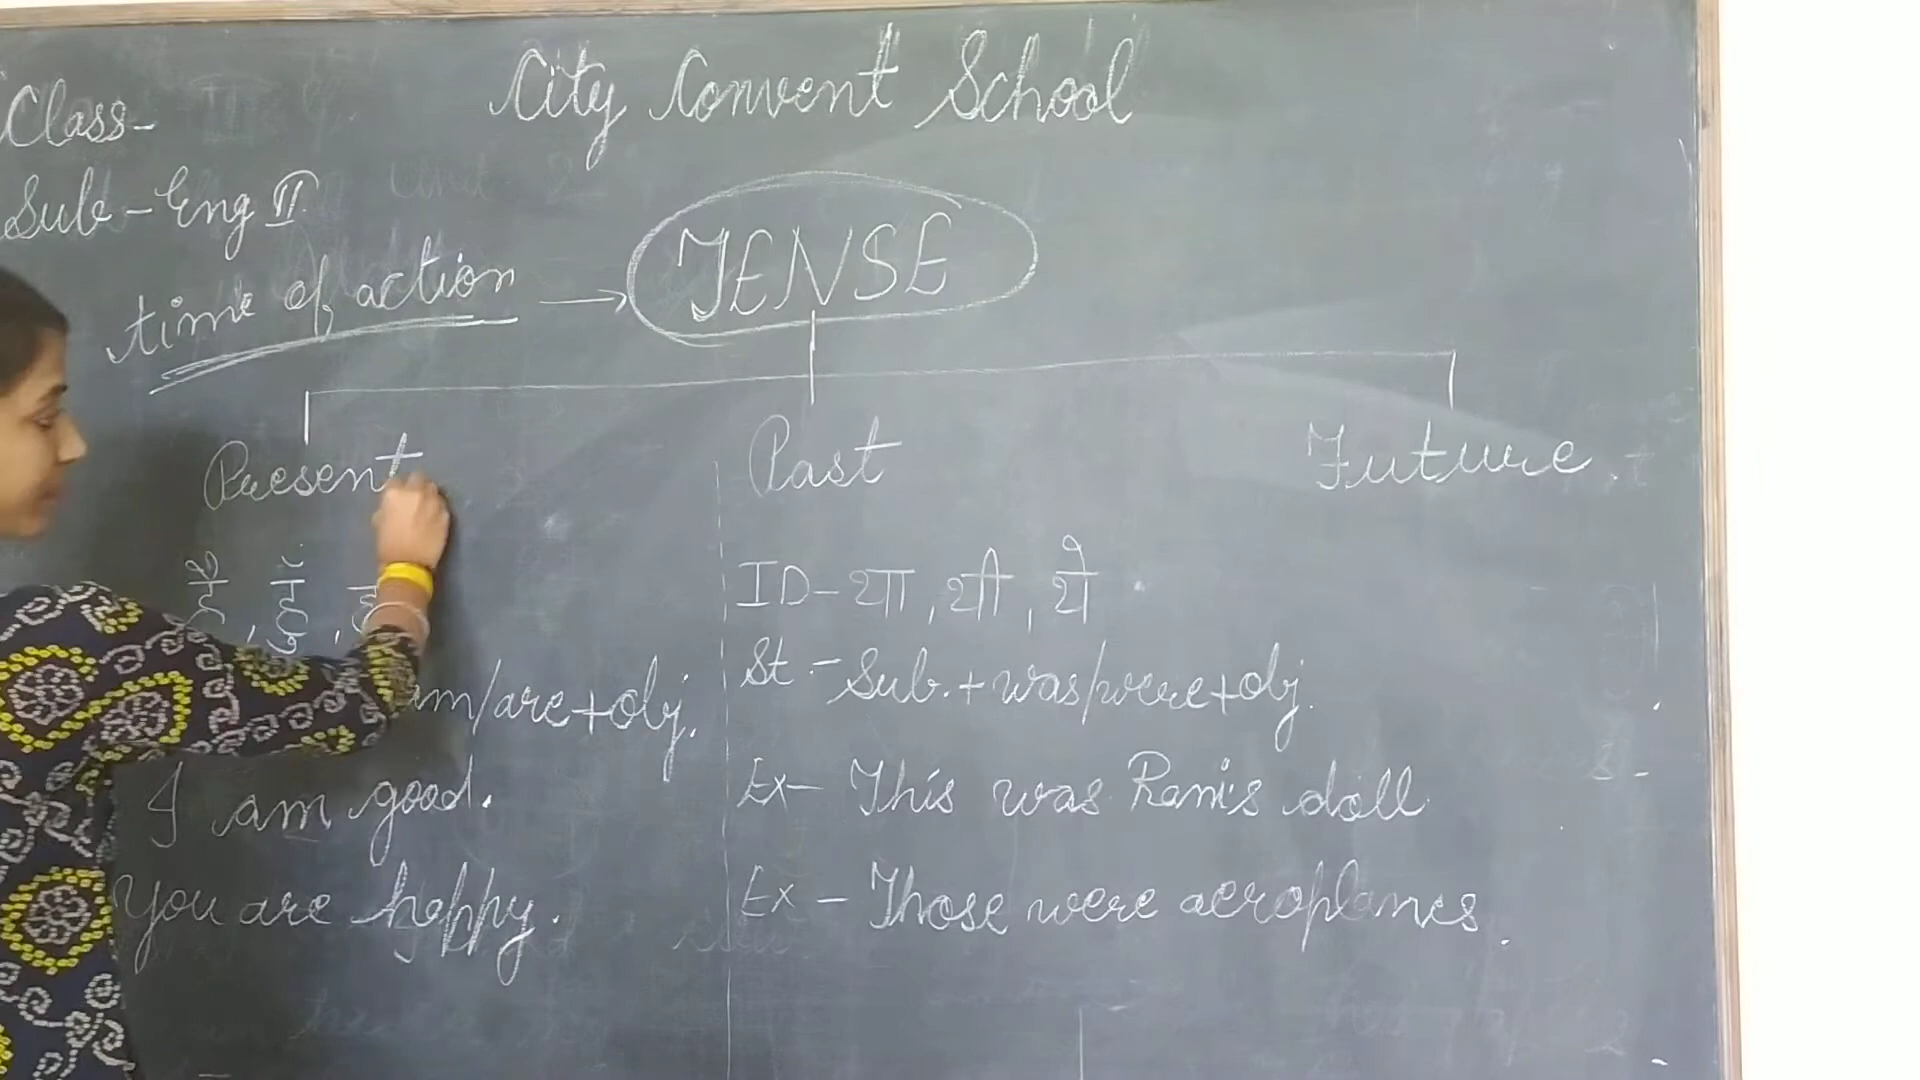 City Convent School
Class-
Sub-Eng II
time of action → TENSE
Present
Past
Future
है, हूँ,
am/are+obj.
I am good.
You are happy.
ID- था, थी, थे
St.- Sub.+was/were+obj.
Ex- This was Rani's doll
Ex- Those were aeroplanes.